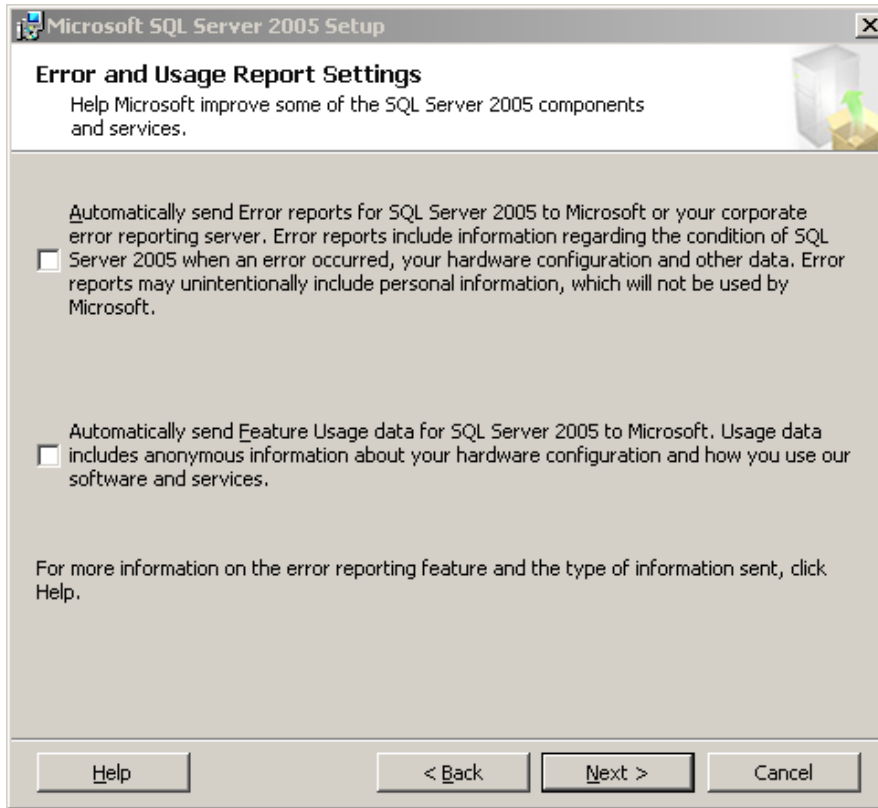 Microsoft SQL Server 2005 Setup
Error and Usage Report Settings
Help Microsoft improve some of the SQL Server 2005 components
and services.
Automatically send Error reports for SQL Server 2005 to Microsoft or your corporate
error reporting server. Error reports include information regarding the condition of SQL
Server 2005 when an error occurred, your hardware configuration and other data. Error
reports may unintentionally include personal information, which will not be used by
Microsoft.
Automatically send Feature Usage data for SQL Server 2005 to Microsoft. Usage data
includes anonymous information about your hardware configuration and how you use our
software and services.
For more information on the error reporting feature and the type of information sent, click
Help.
Help
< Back
Next >
Cancel